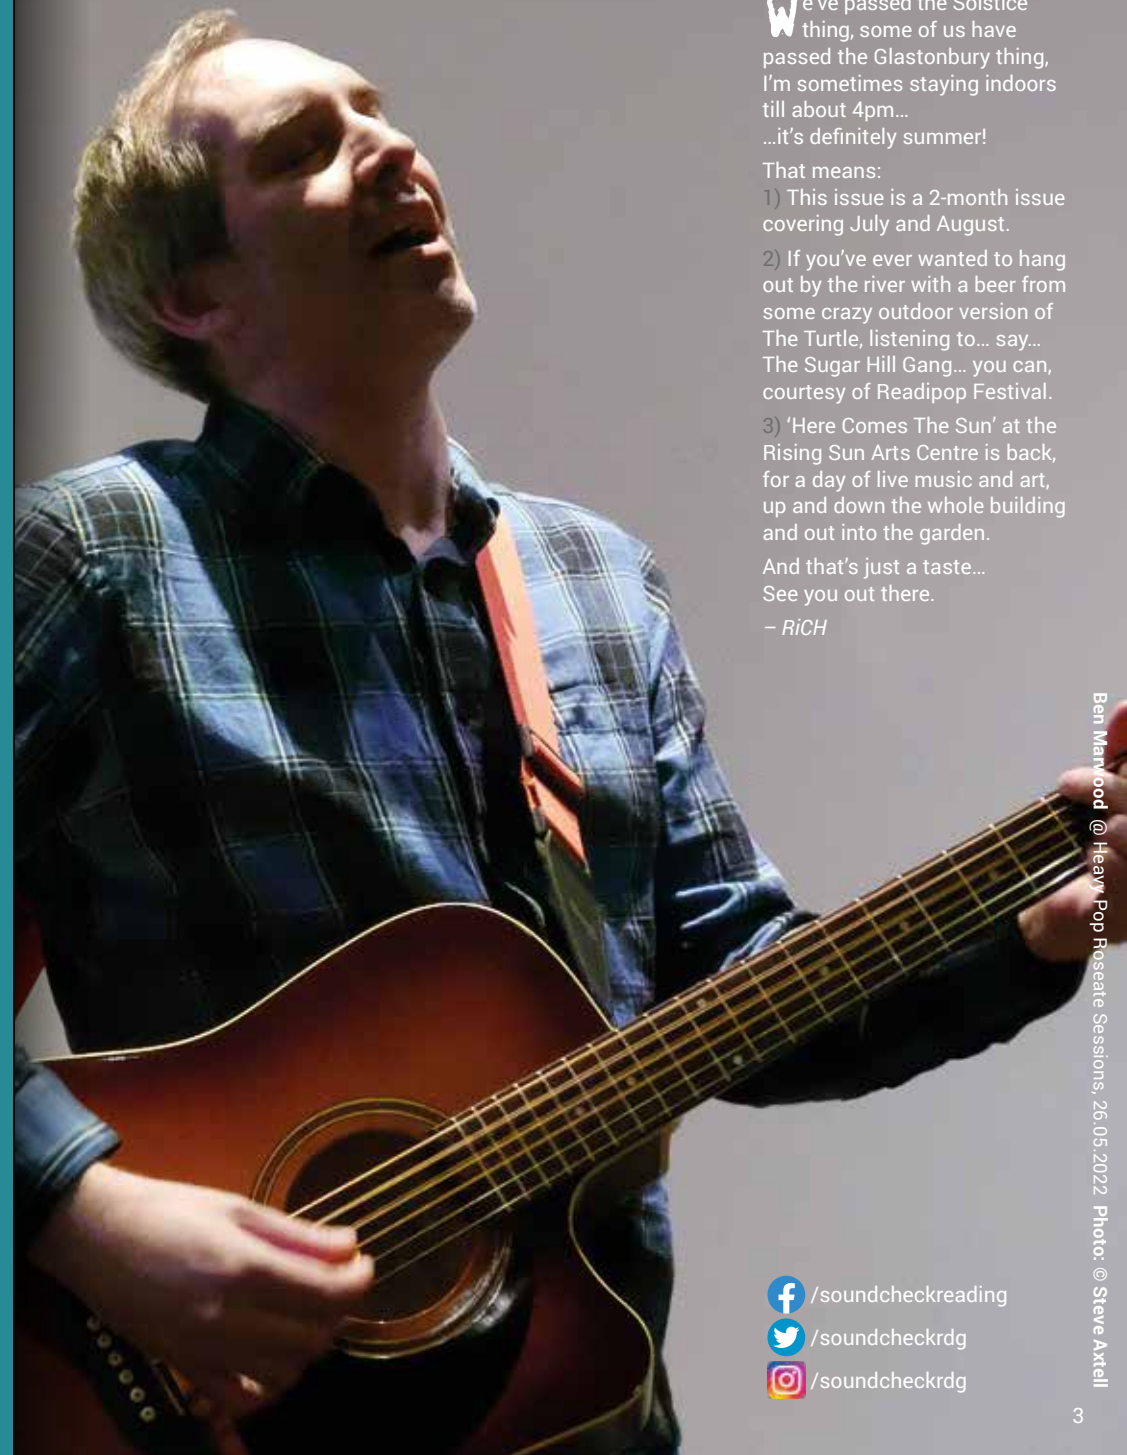 We've passed the Solstice
thing, some of us have
passed the Glastonbury thing,
I'm sometimes staying indoors
till about 4pm...
...it's definitely summer!
That means:
1) This issue is a 2-month issue
covering July and August.
2) If you've ever wanted to hang
out by the river with a beer from
some crazy outdoor version of
The Turtle, listening to... say...
The Sugar Hill Gang... you can,
courtesy of Readipop Festival.
3) ‘Here Comes The Sun’ at the
Rising Sun Arts Centre is back,
for a day of live music and art,
up and down the whole building
and out into the garden.
And that's just a taste...
See you out there.
– RiCH
Ben Marwood @ Heavy Pop Roseate Sessions, 26.05.2022 Photo: © Steve Axtell
/soundcheckreading
/soundcheckrdg
/soundcheckrdg
3